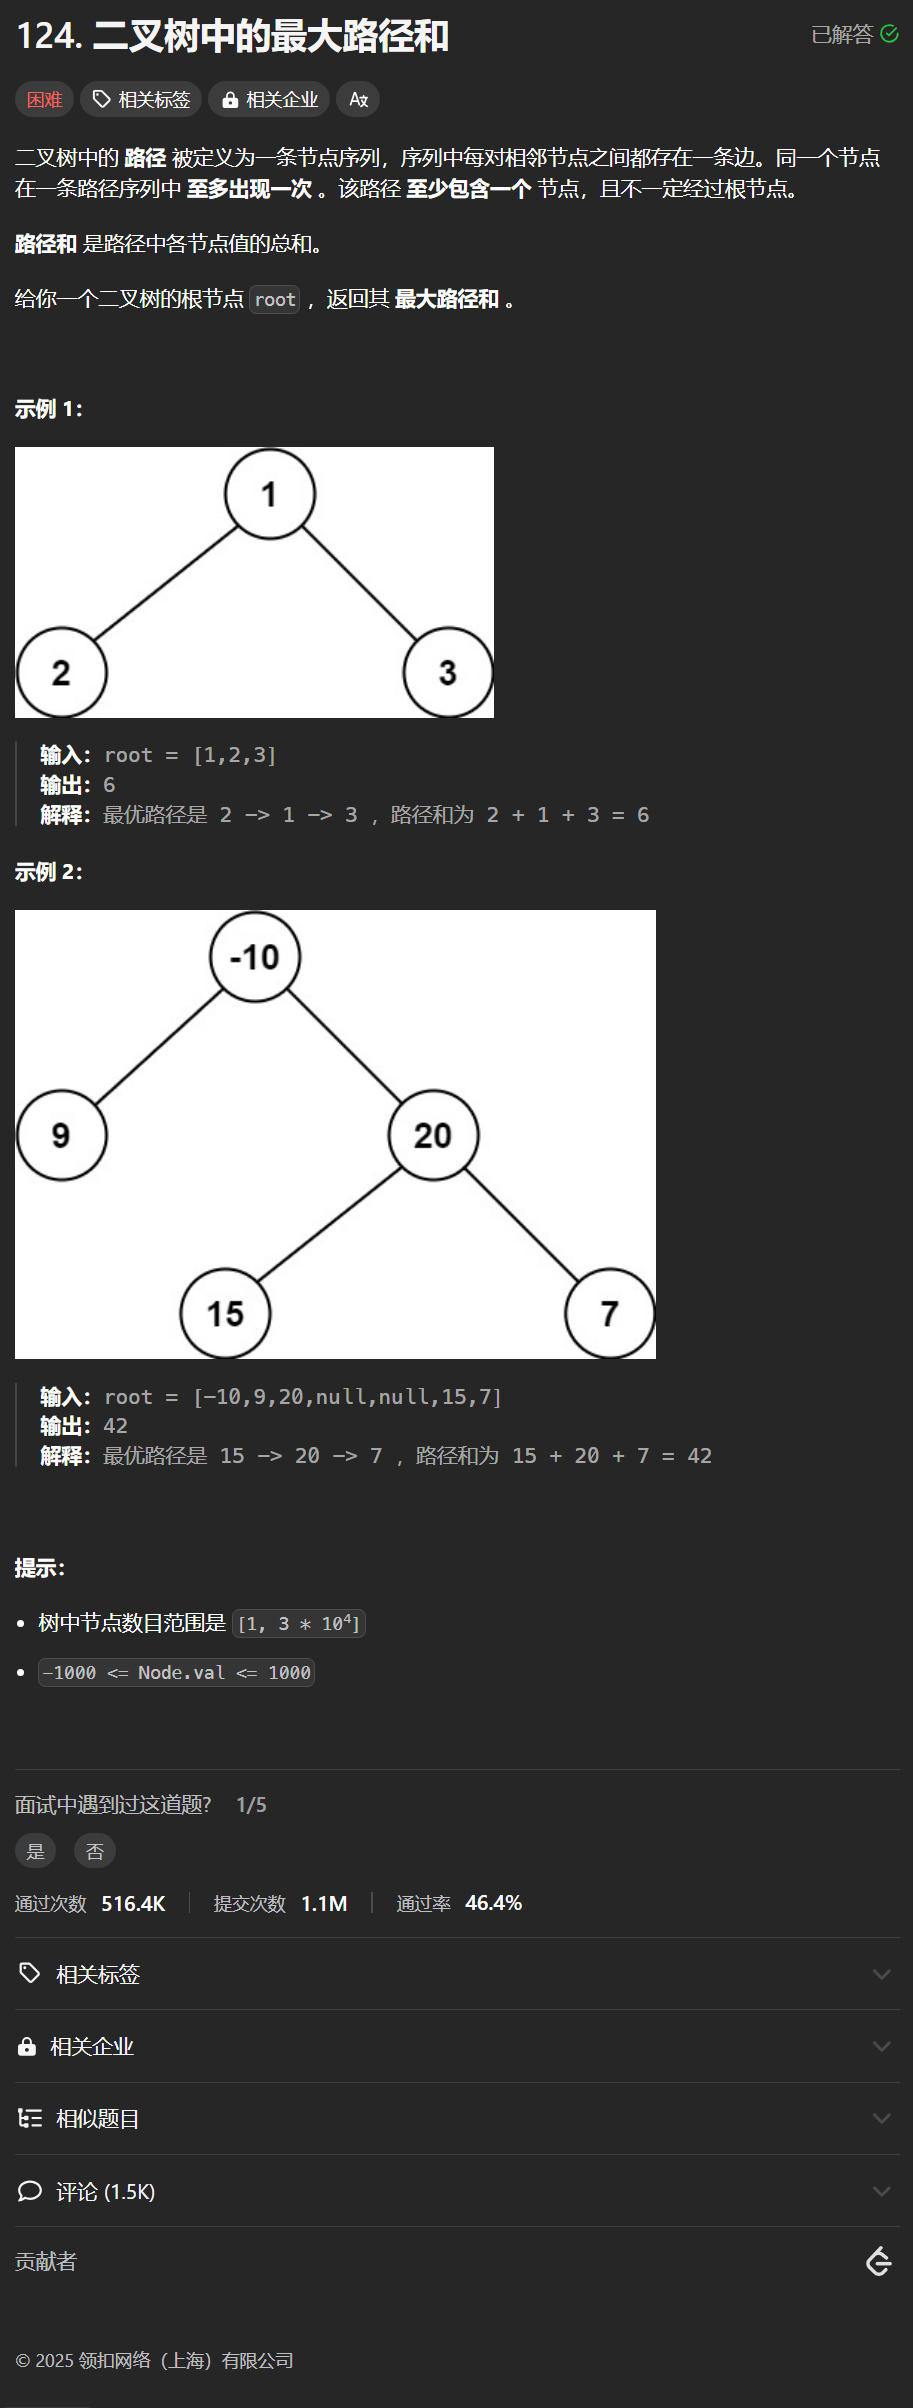 124. 二叉树中的最大路径和
已解答
困难 相关标签 相关企业
二叉树中的 路径 被定义为一条节点序列，序列中每对相邻节点之间都存在一条边。同一个节点
在一条路径序列中 至多出现一次 。该路径 至少包含一个 节点，且不一定经过根节点。
路径和 是路径中各节点值的总和。
给你一个二叉树的根节点 root ，返回其 最大路径和 。
示例 1：
1
2 3
输入：root = [1,2,3]
输出：6
解释：最优路径是 2 -> 1 -> 3 ，路径和为 2 + 1 + 3 = 6
示例 2：
-10
9 20
15 7
输入：root = [-10,9,20,null,null,15,7]
输出：42
解释：最优路径是 15 -> 20 -> 7 ，路径和为 15 + 20 + 7 = 42
提示：
• 树中节点数目范围是 [1, 3 * 10⁴]
• -1000 <= Node.val <= 1000
面试中遇到过这道题? 1/5
是 否
通过次数 516.4K 提交次数 1.1M 通过率 46.4%
相关标签
相关企业
相似题目
评论 (1.5K)
贡献者
© 2025 领扣网络（上海）有限公司